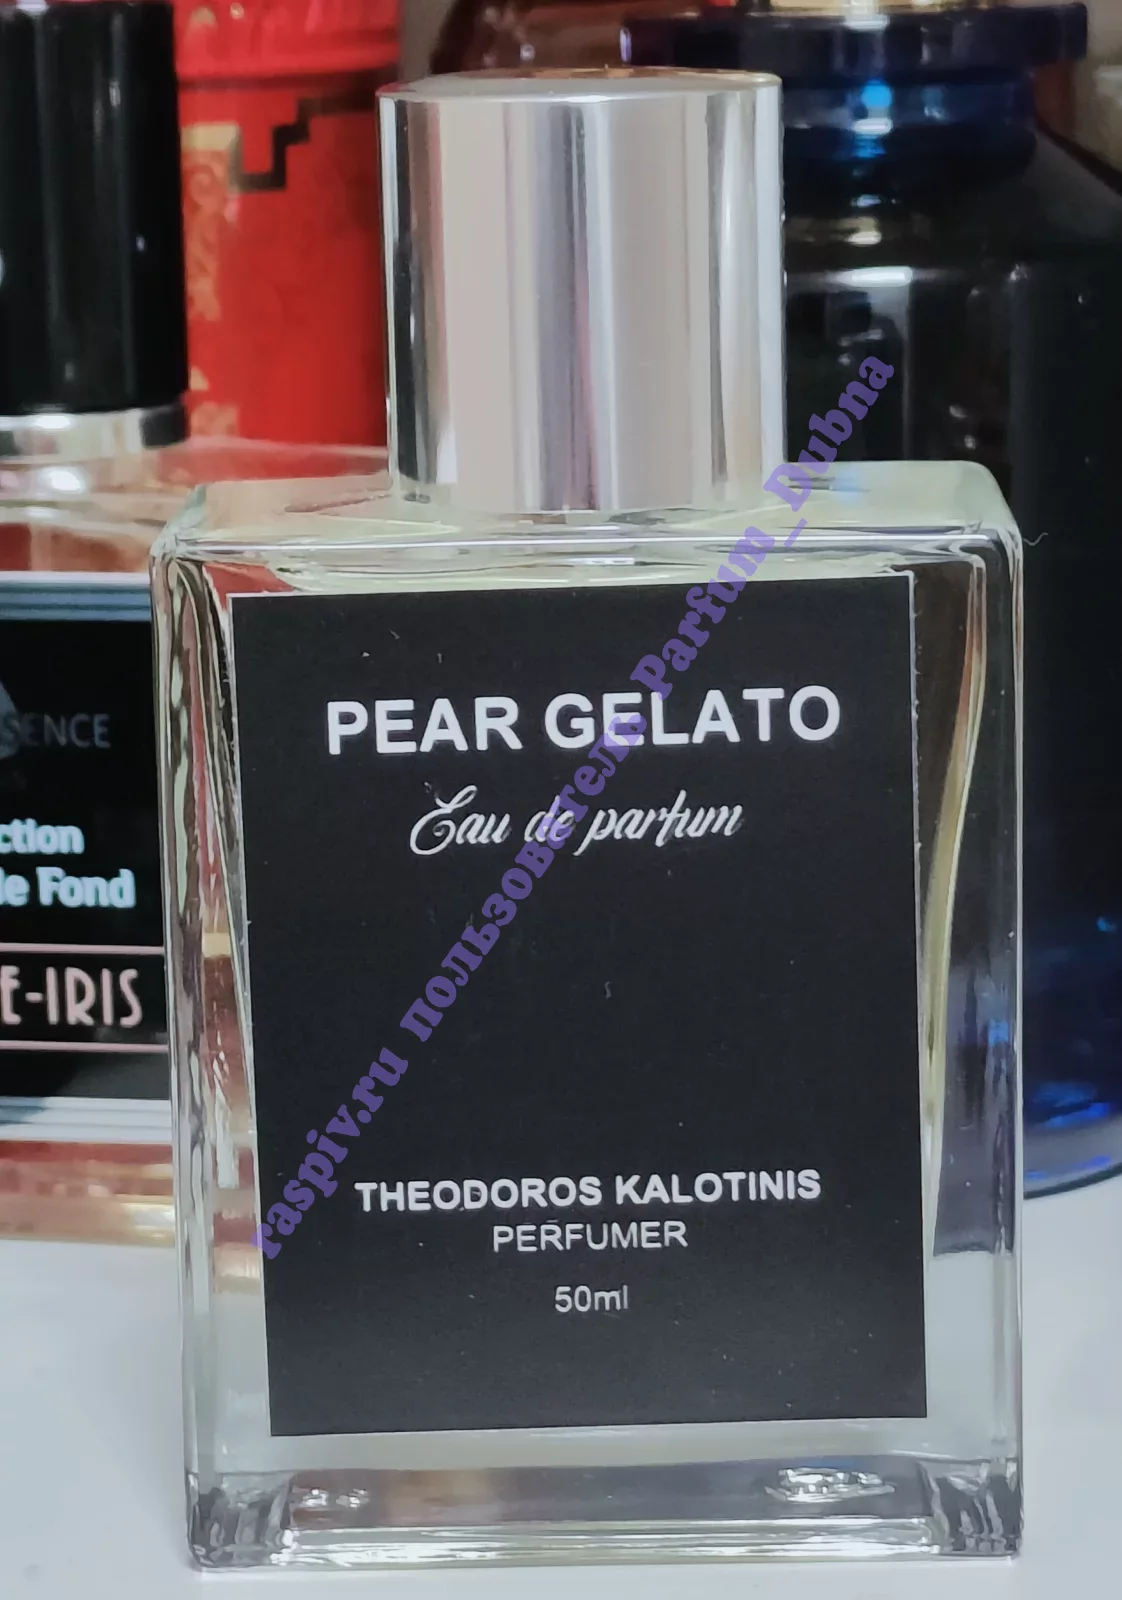 PEAR GELATO
Eau de parfum
THEODOROS KALOTINIS
PERFUMER
50ml
raspiv.ru пользователь Parfum_Dubna
SENCE
ction
le Fond
E-IRIS